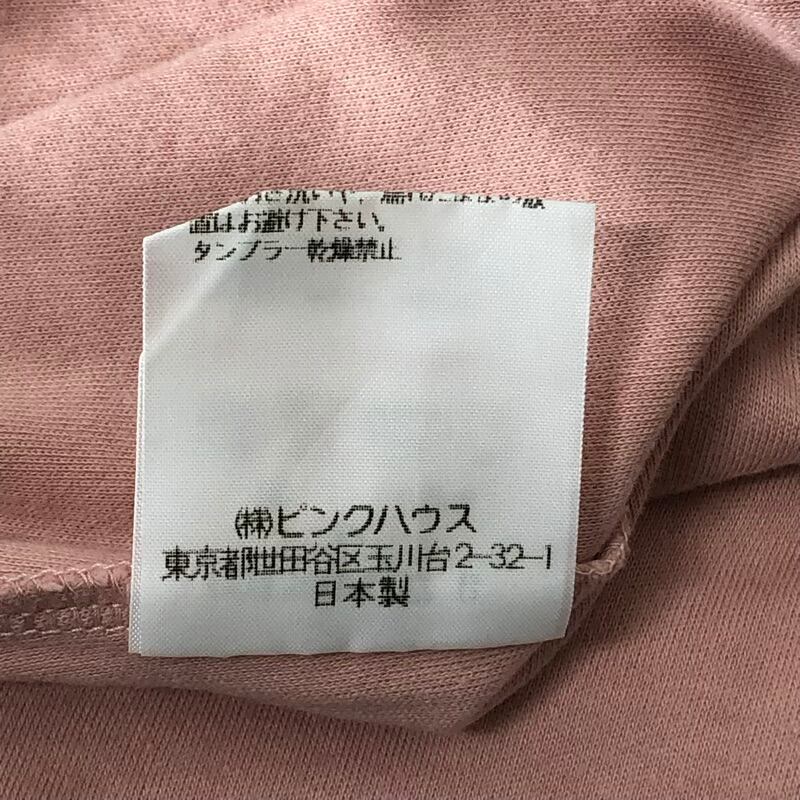 置はお避け下さい。
タンブラー乾燥禁止
㈱ピンクハウス
東京都世田谷区玉川台2-32-1
日本製